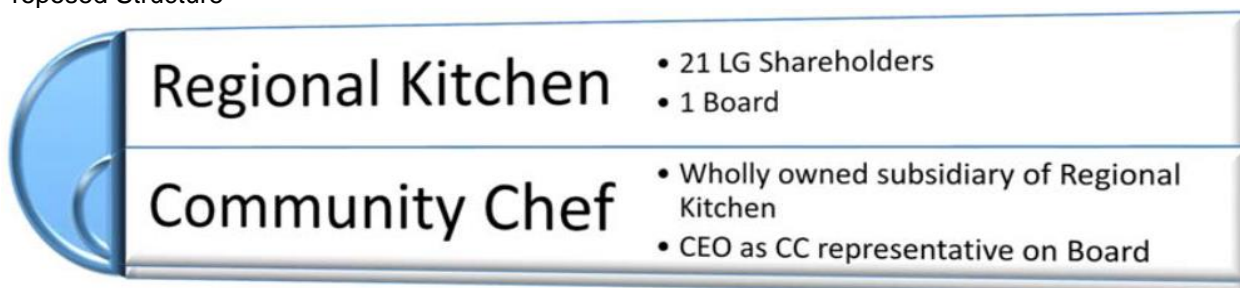 Regional Kitchen
• 21 LG Shareholders
• 1 Board
Community Chef
• Wholly owned subsidiary of Regional
Kitchen
• CEO as CC representative on Board